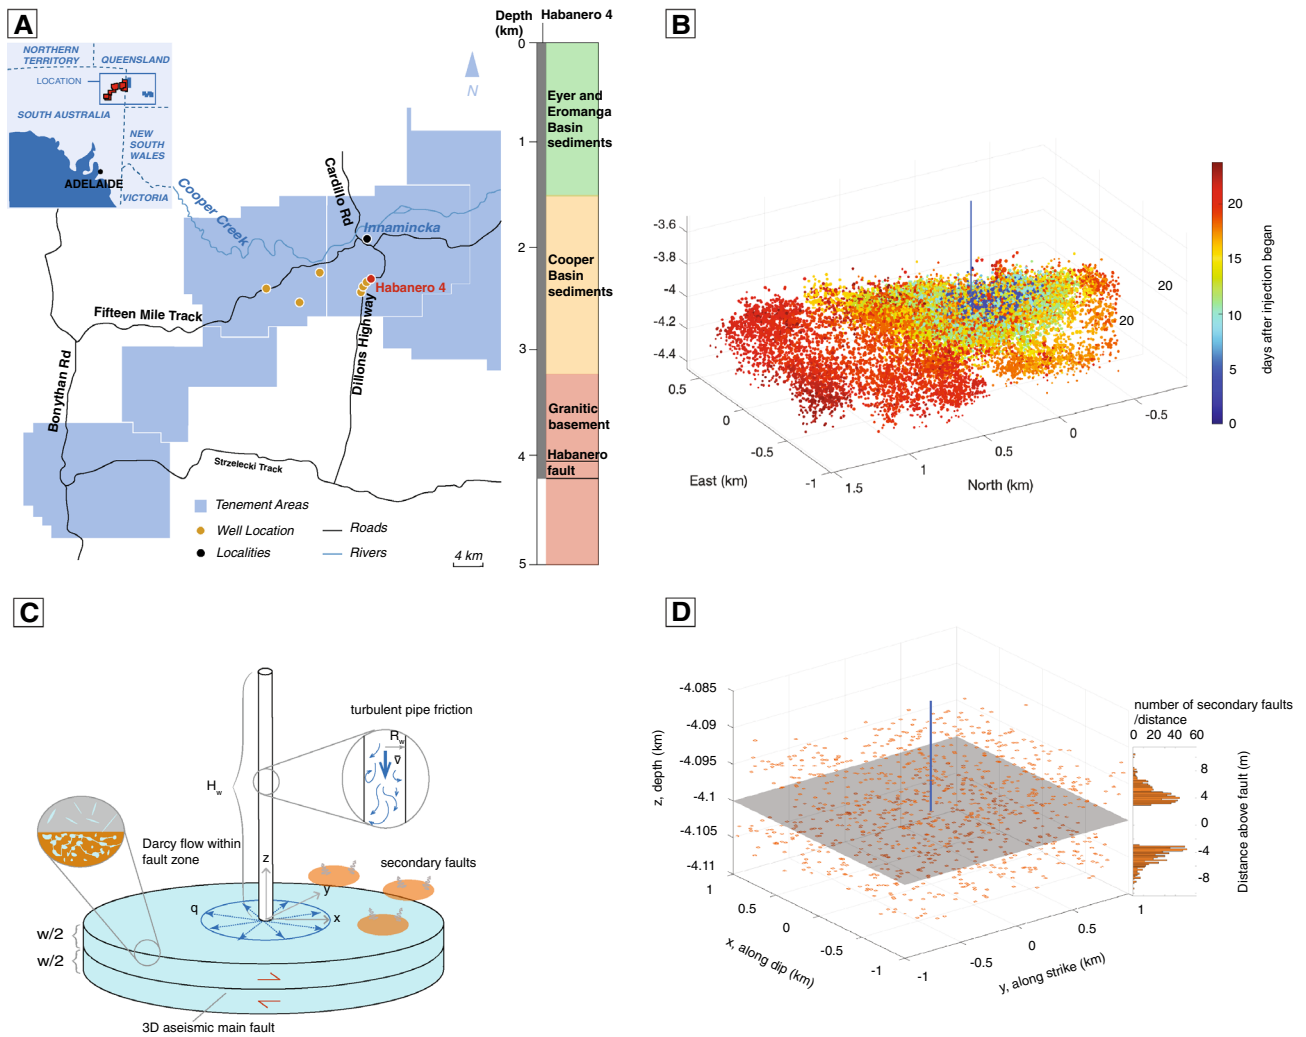 A
NORTHERN
TERRITORY
QUEENSLAND
LOCATION
SOUTH AUSTRALIA
NEW
SOUTH
WALES
ADELAIDE
VICTORIA
N
Cooper Creek
Cardillo Rd
Innamincka
Habanero 4
Fifteen Mile Track
Dillons Highway
Bonythan Rd
Strzelecki Track
Tenement Areas
Well Location
Roads
Localities
Rivers
4 km
Depth
(km)
Habanero 4
0
1
2
3
4
5
Eyer and
Eromanga
Basin
sediments
Cooper
Basin
sediments
Granitic
basement
Habanero
fault
B
-3.6
-3.8
-4
-4.2
-4.4
0.5
0
-0.5
-1
East (km)
1.5
1
0.5
0
-0.5
North (km)
20
20
20
15
10
5
0
days after injection began
C
turbulent pipe friction
R_w
v̄
H_w
Darcy flow within
fault zone
z
secondary faults
y
q
x
w/2
w/2
3D aseismic main fault
D
-4.085
-4.09
-4.095
-4.1
-4.105
-4.11
z, depth (km)
1
0.5
0
-0.5
-1
x, along dip (km)
-1
-0.5
0
0.5
1
y, along strike (km)
number of secondary faults
/distance
0 20 40 60
8
4
0
-4
-8
Distance above fault (m)